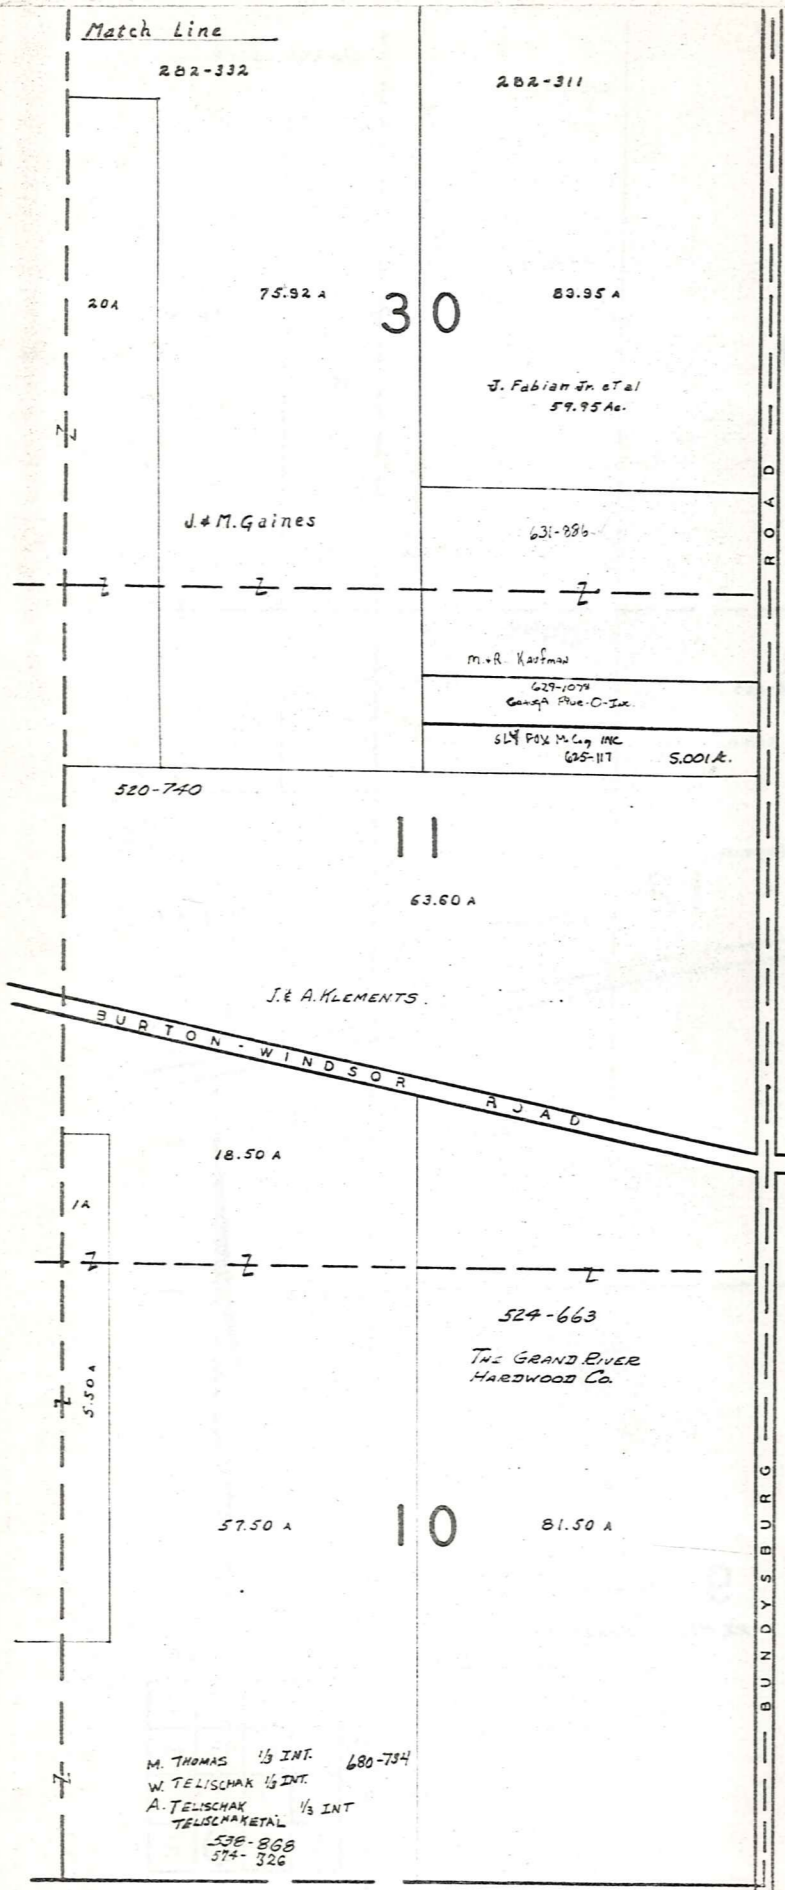 Match Line
282-332
282-311
20A
75.92 A
30
83.95 A
J. Fabian Jr. et al
59.95 Ac.
ROAD
J. & M. Gaines
631-886
Z
Z
Z
Z
M. & R. Kaufman
629-1078
SLY FOX INC
625-117
5.001 A.
520-740
11
63.60 A
J. & A. KLEMENTS.
BURTON - WINDSOR ROAD
18.50 A
1A
Z
Z
Z
524-663
THE GRAND RIVER
HARDWOOD CO.
5.50 A
Z
57.50 A
10
81.50 A
BUNDYSBURG
M. THOMAS 1/3 INT. 680-734
W. TELISCHAK 1/3 INT.
A. TELISCHAK 1/3 INT
TELISCHAK ETAL
538-868
574-326
Z